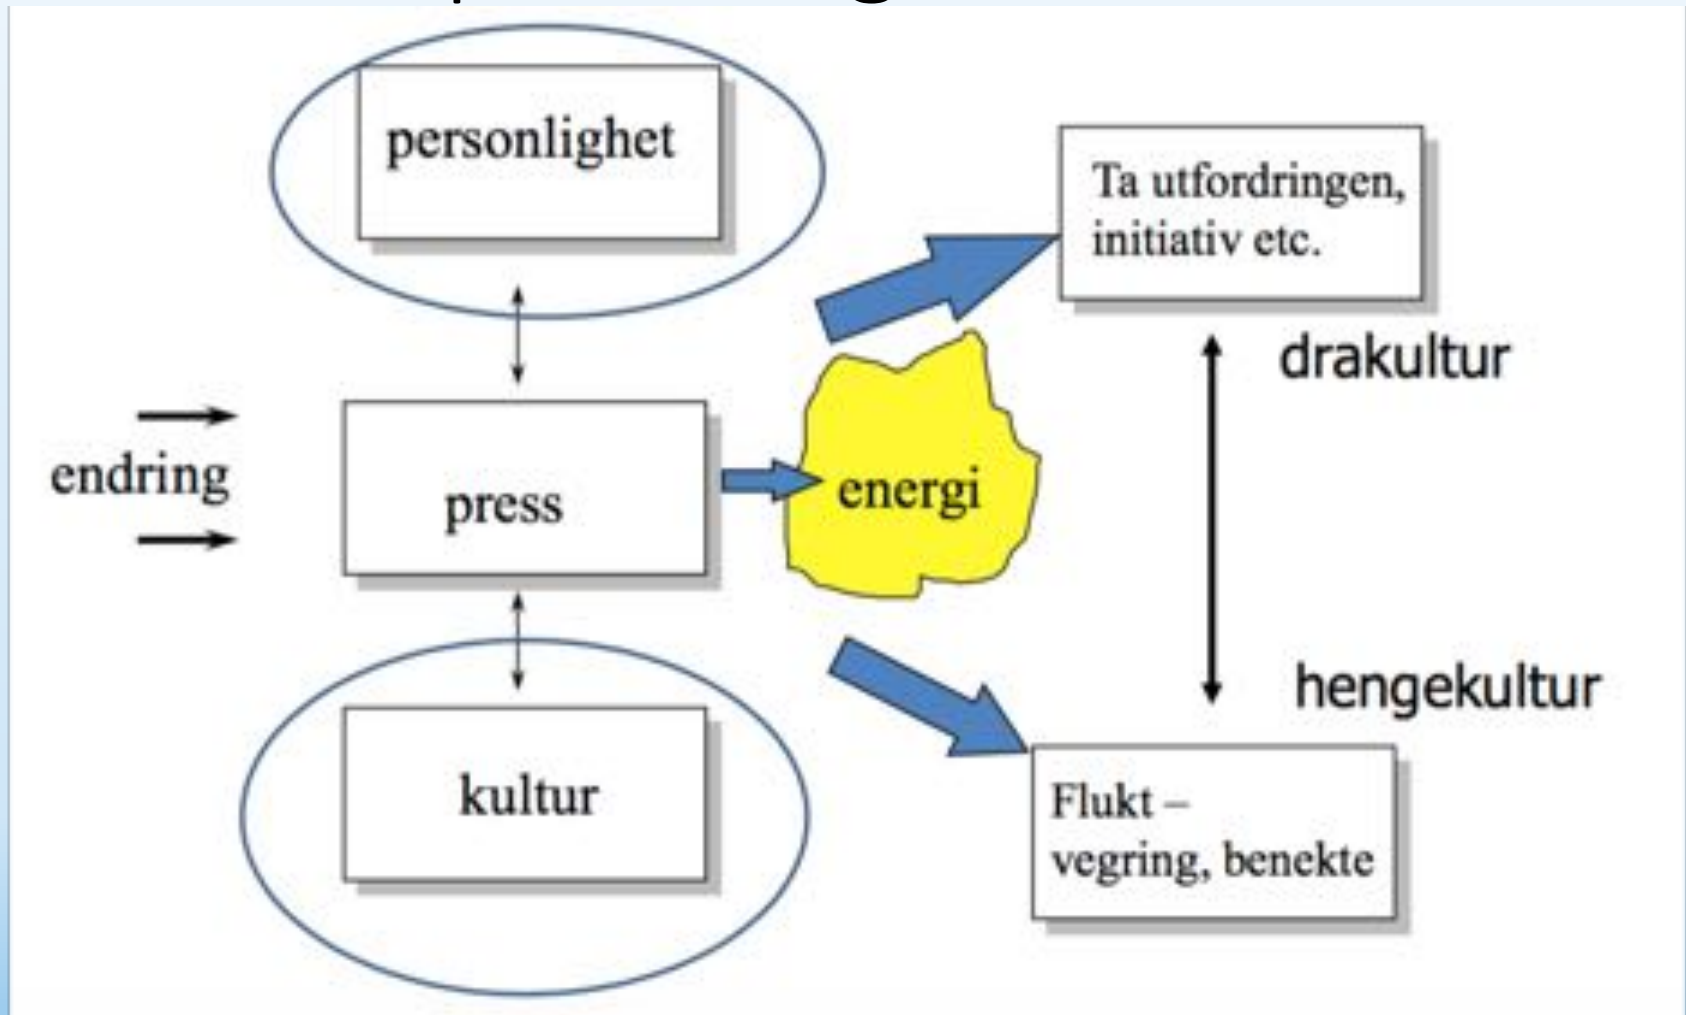 personlighet
Ta utfordringen,
initiativ etc.
drakultur
endring
press
energi
hengekultur
kultur
Flukt –
vegring, benekte